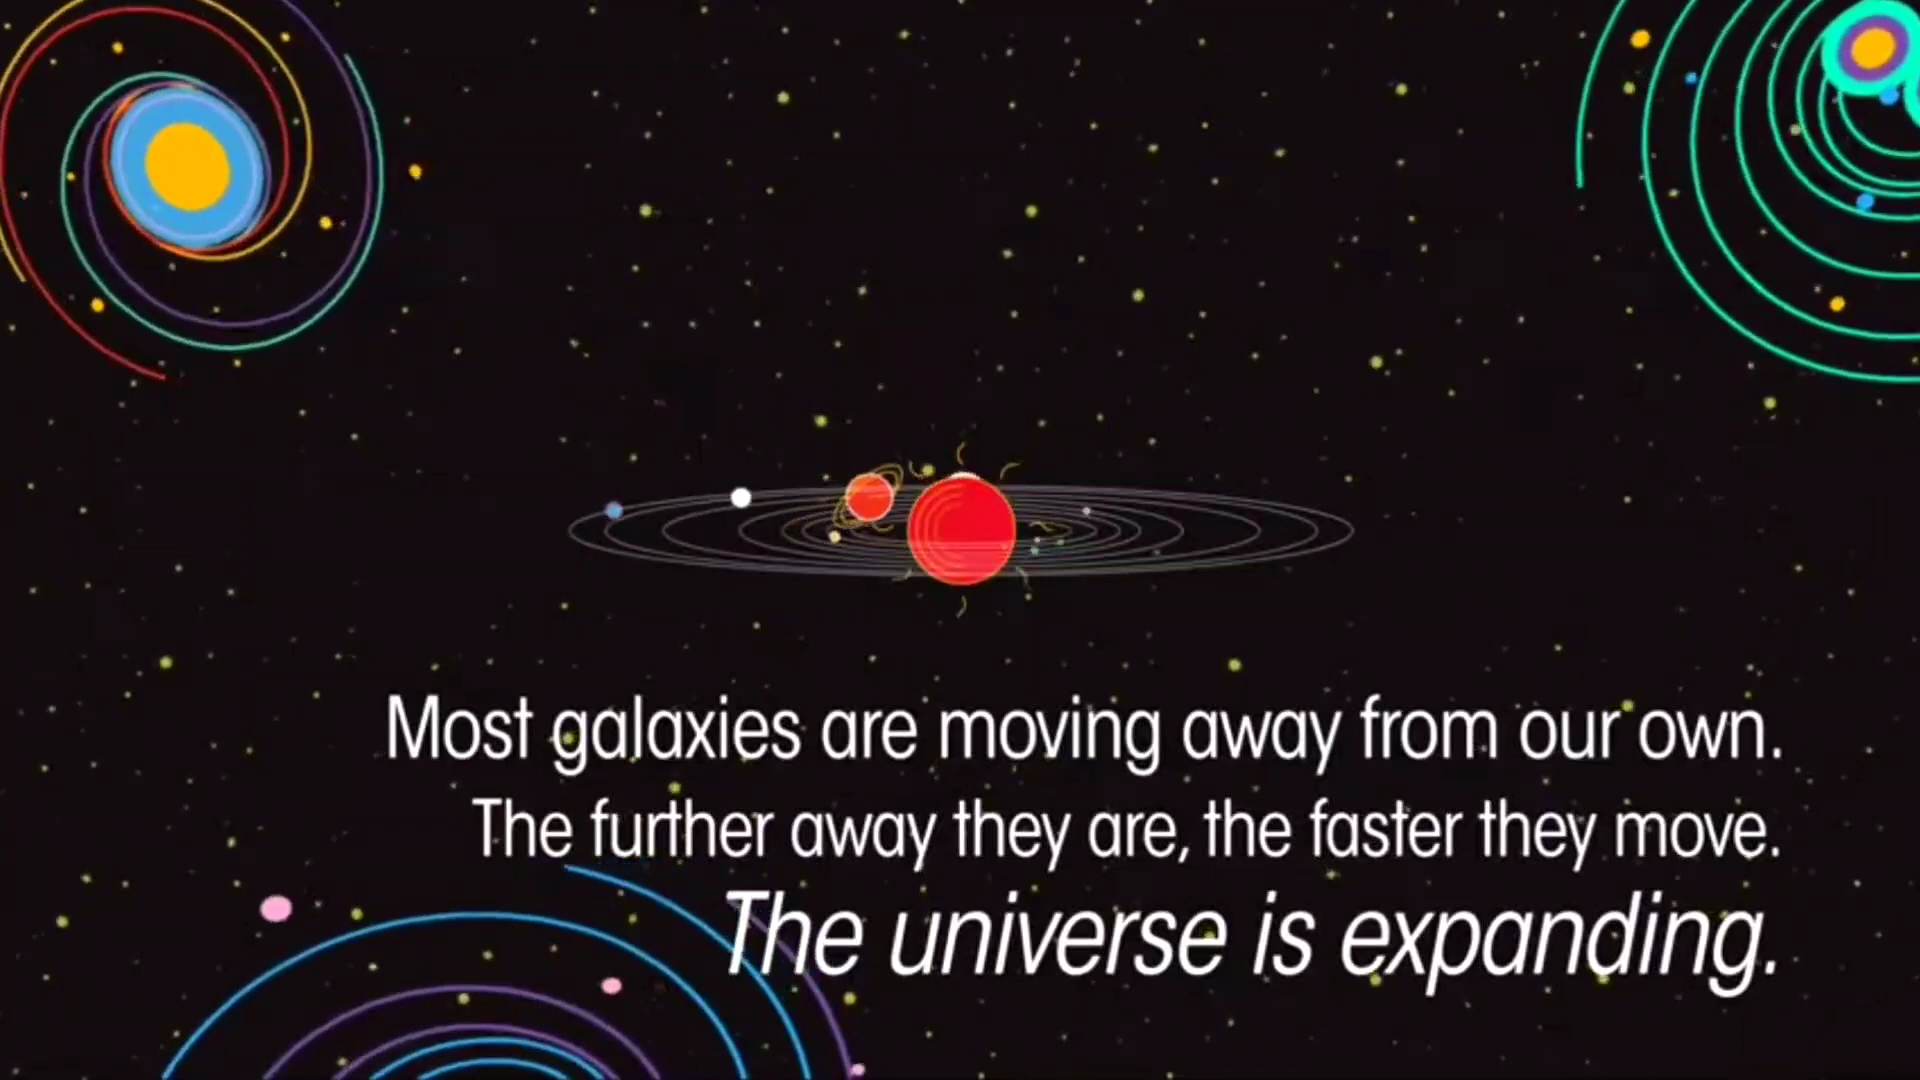 Most galaxies are moving away from our own.
The further away they are, the faster they move.
The universe is expanding.